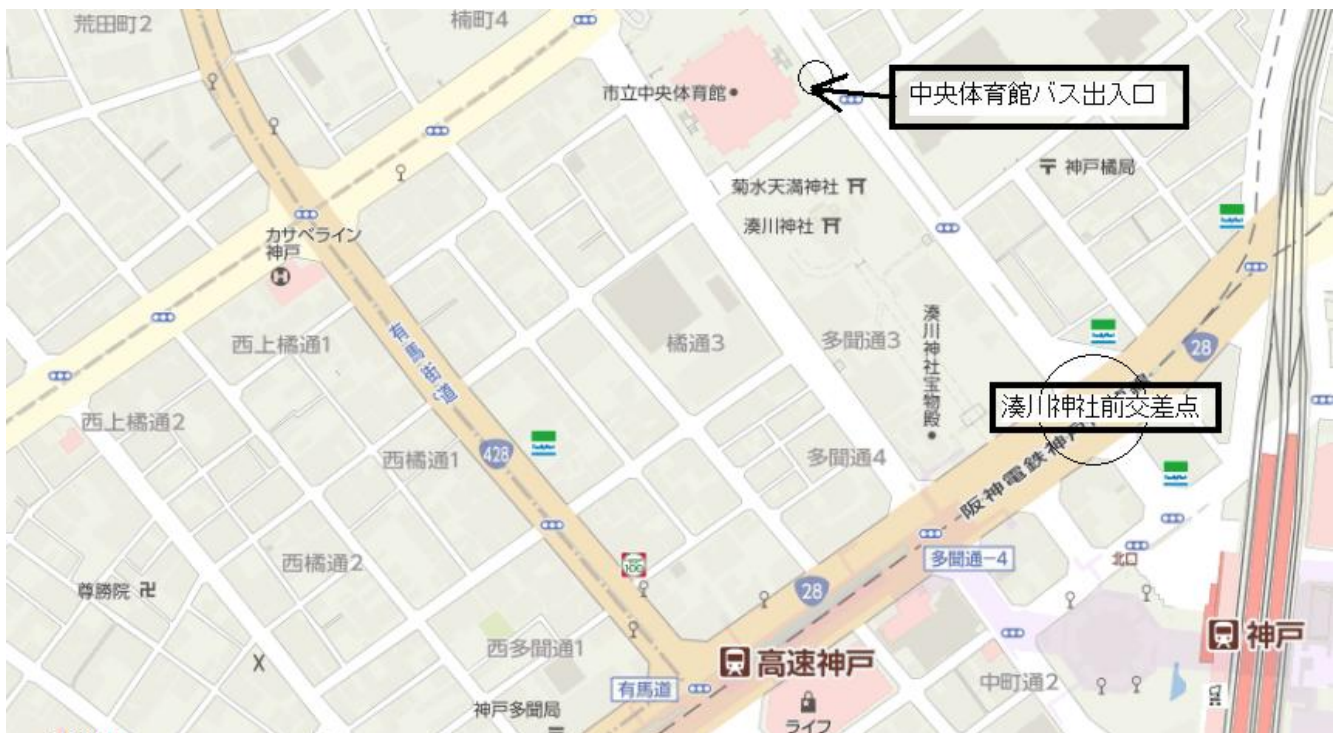 荒田町2
楠町4
市立中央体育館
中央体育館バス出入口
神戸橘局
菊水天満神社
湊川神社
カサベライン
神戸
西上橘通1
有馬街道
橘通3
多聞通3
湊川神社宝物殿
28
湊川神社前交差点
西上橘通2
西橘通1
428
多聞通4
阪神電鉄神戸
西橘通2
多聞通-4
北口
尊勝院
28
西多聞通1
高速神戸
神戸
有馬道
中町通2
神戸多聞局
ライフ